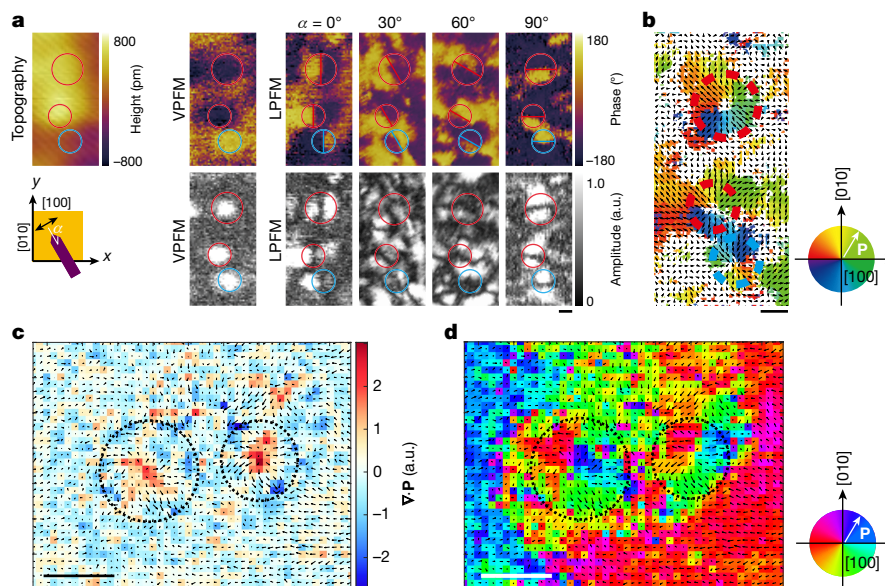 a
Topography
800
Height (pm)
–800
VPFM
LPFM
α = 0°
30°
60°
90°
180
Phase (°)
–180
VPFM
LPFM
1.0
Amplitude (a.u.)
0
y
[100]
[010]
α
x
b
[010]
P
[100]
c
2
1
0
–1
–2
∇·P (a.u.)
d
[010]
P
[100]